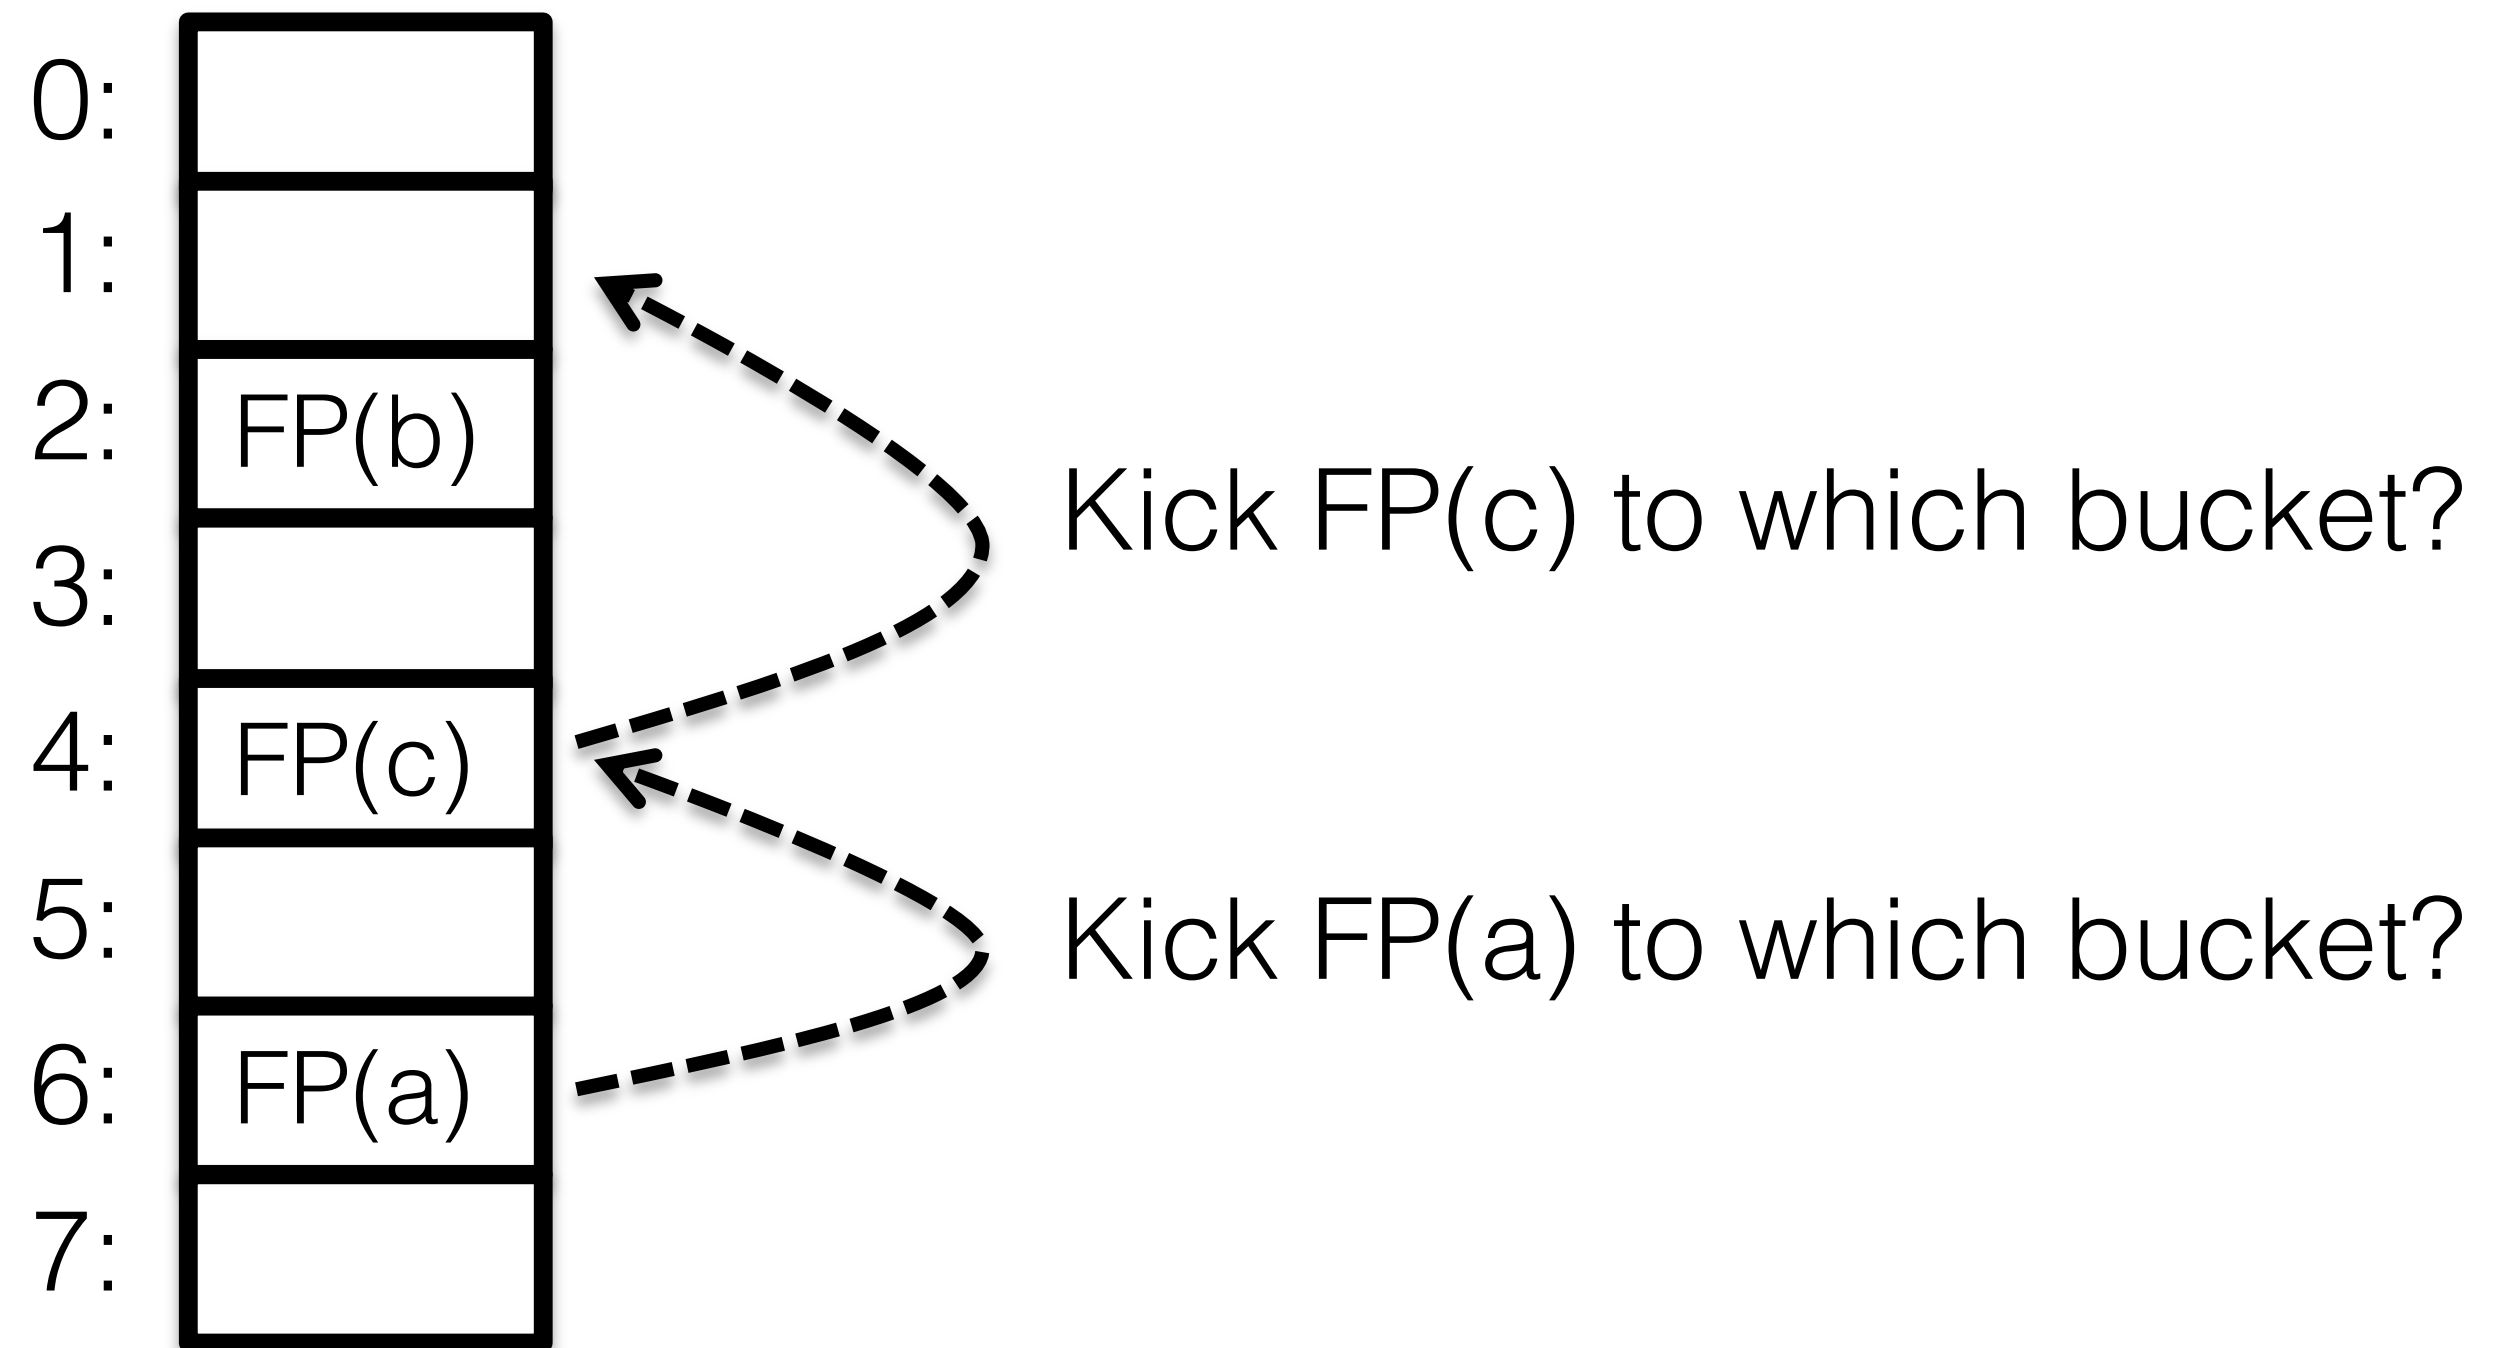 0:
1:
2: FP(b)
Kick FP(c) to which bucket?
3:
4: FP(c)
5:
Kick FP(a) to which bucket?
6: FP(a)
7: